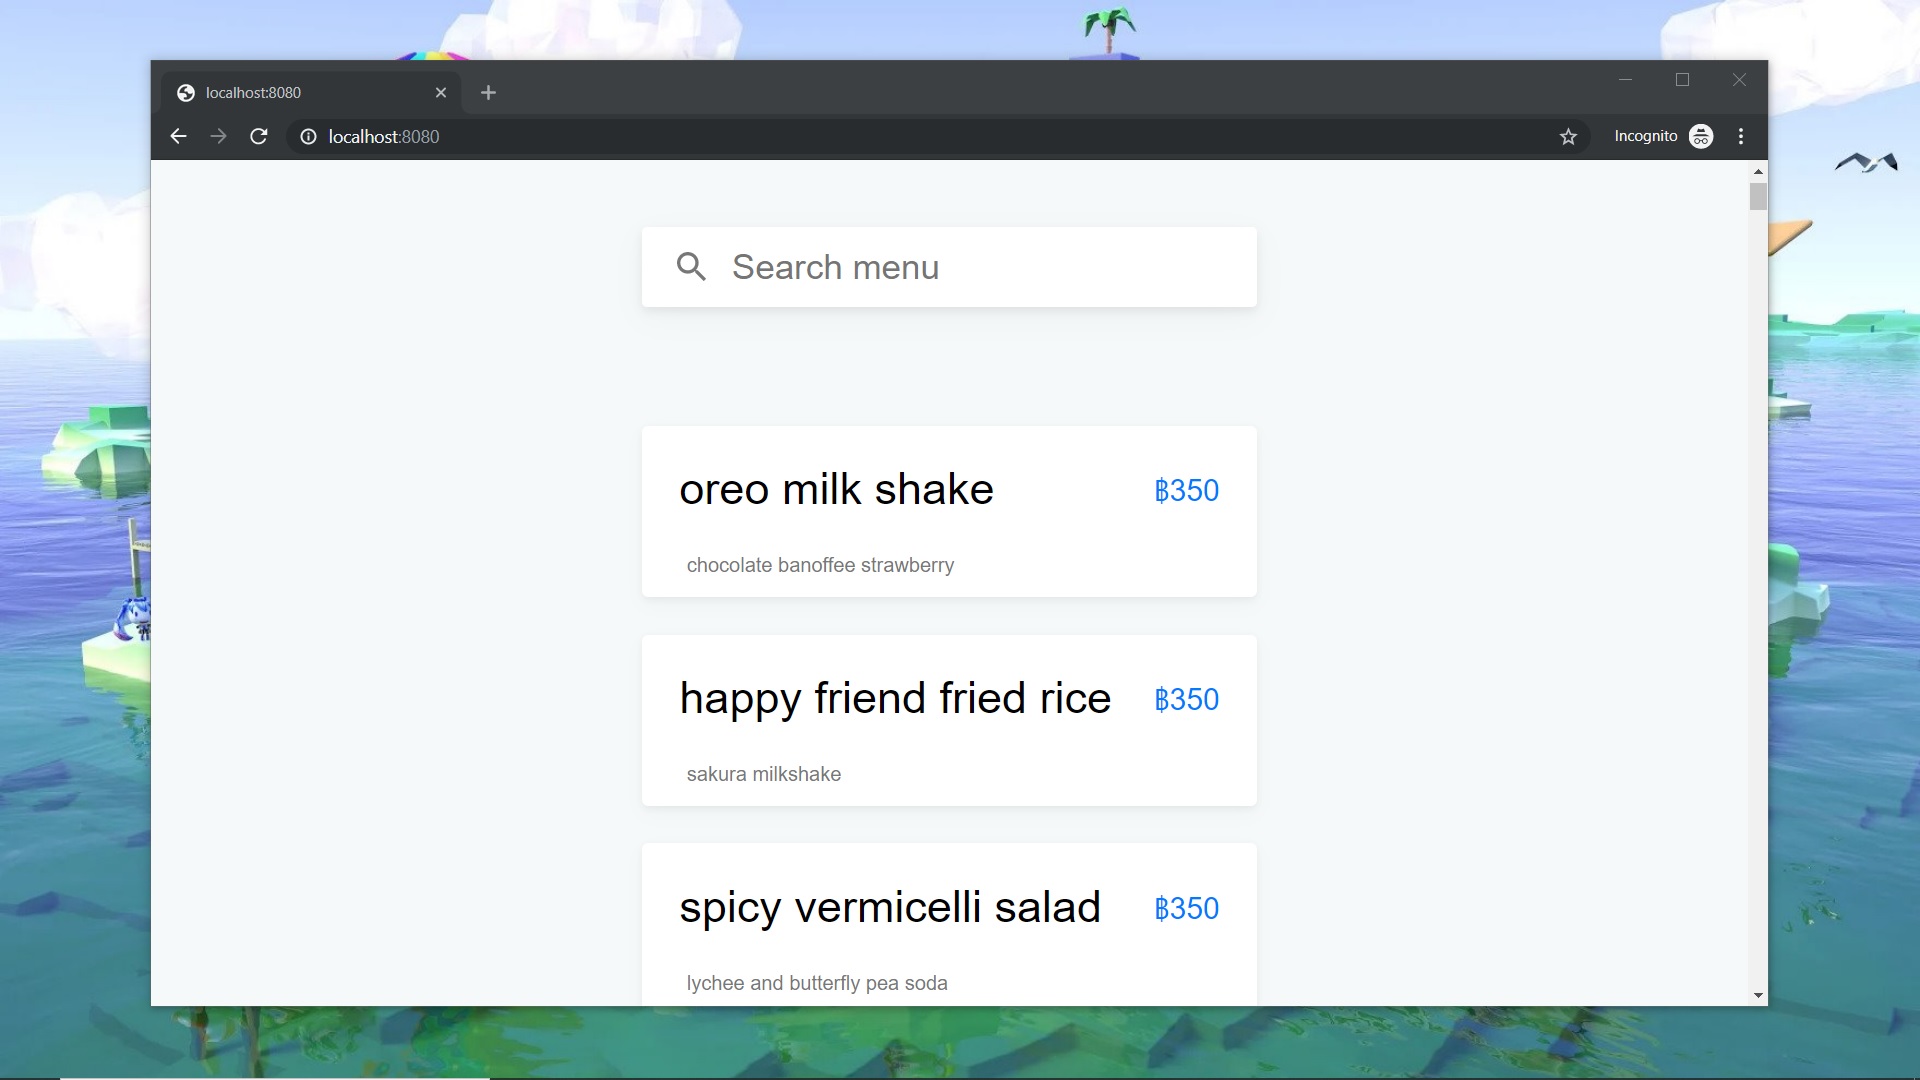 localhost:8080
localhost:8080
Incognito
Search menu
oreo milk shake
฿350
chocolate banoffee strawberry
happy friend fried rice
฿350
sakura milkshake
spicy vermicelli salad
฿350
lychee and butterfly pea soda